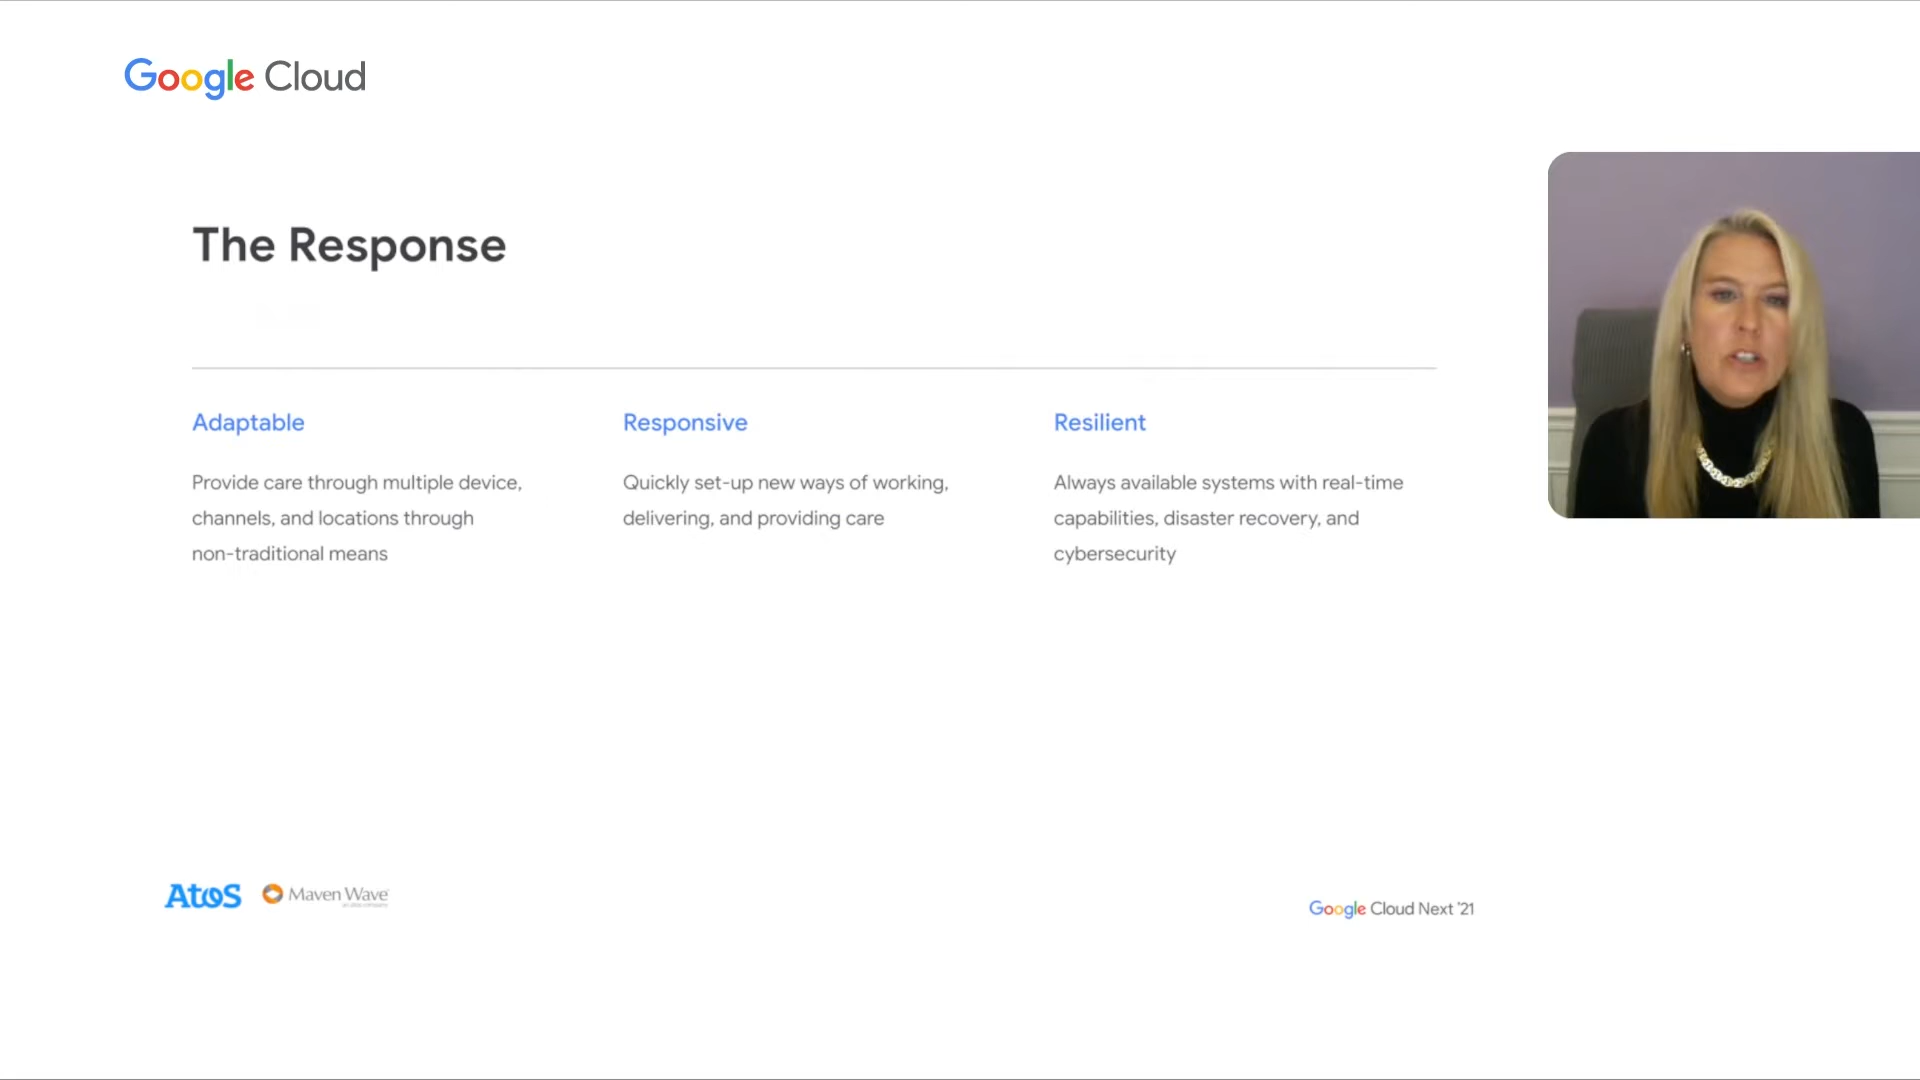 Google Cloud
The Response
Adaptable
Provide care through multiple device,
channels, and locations through
non-traditional means
Responsive
Quickly set-up new ways of working,
delivering, and providing care
Resilient
Always available systems with real-time
capabilities, disaster recovery, and
cybersecurity
Atos
Maven Wave
Google Cloud Next '21